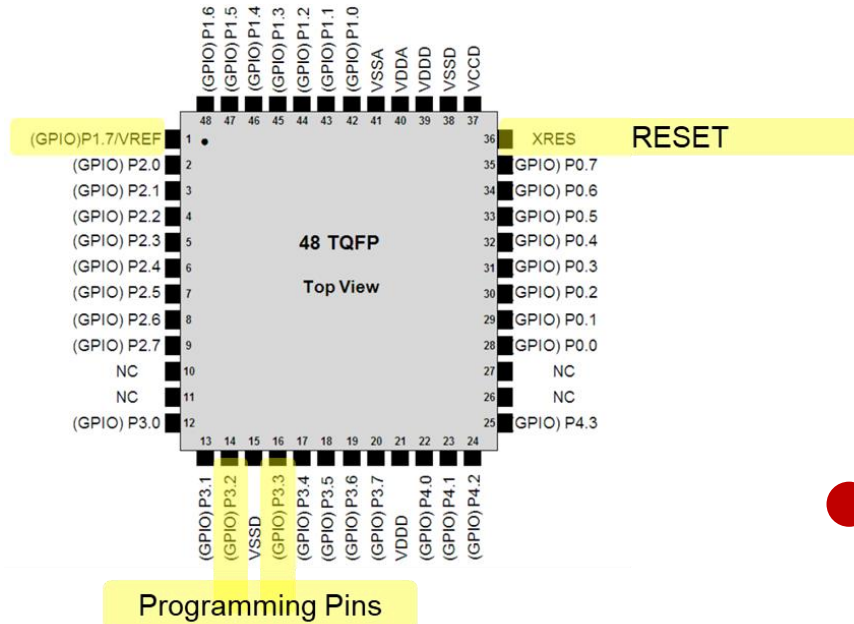 (GPIO) P1.6
(GPIO) P1.5
(GPIO) P1.4
(GPIO) P1.3
(GPIO) P1.2
(GPIO) P1.1
(GPIO) P1.0
VSSA
VDDA
VDDD
VSSD
VCCD
48 47 46 45 44 43 42 41 40 39 38 37
(GPIO)P1.7/VREF 1 36 XRES RESET
(GPIO) P2.0 2 35 (GPIO) P0.7
(GPIO) P2.1 3 34 (GPIO) P0.6
(GPIO) P2.2 4 33 (GPIO) P0.5
(GPIO) P2.3 5 48 TQFP 32 (GPIO) P0.4
(GPIO) P2.4 6 31 (GPIO) P0.3
(GPIO) P2.5 7 Top View 30 (GPIO) P0.2
(GPIO) P2.6 8 29 (GPIO) P0.1
(GPIO) P2.7 9 28 (GPIO) P0.0
NC 10 27 NC
NC 11 26 NC
(GPIO) P3.0 12 25 (GPIO) P4.3
13 14 15 16 17 18 19 20 21 22 23 24
(GPIO) P3.1
(GPIO) P3.2
VSSD
(GPIO) P3.3
(GPIO) P3.4
(GPIO) P3.5
(GPIO) P3.6
(GPIO) P3.7
VDDD
(GPIO) P4.0
(GPIO) P4.1
(GPIO) P4.2
Programming Pins